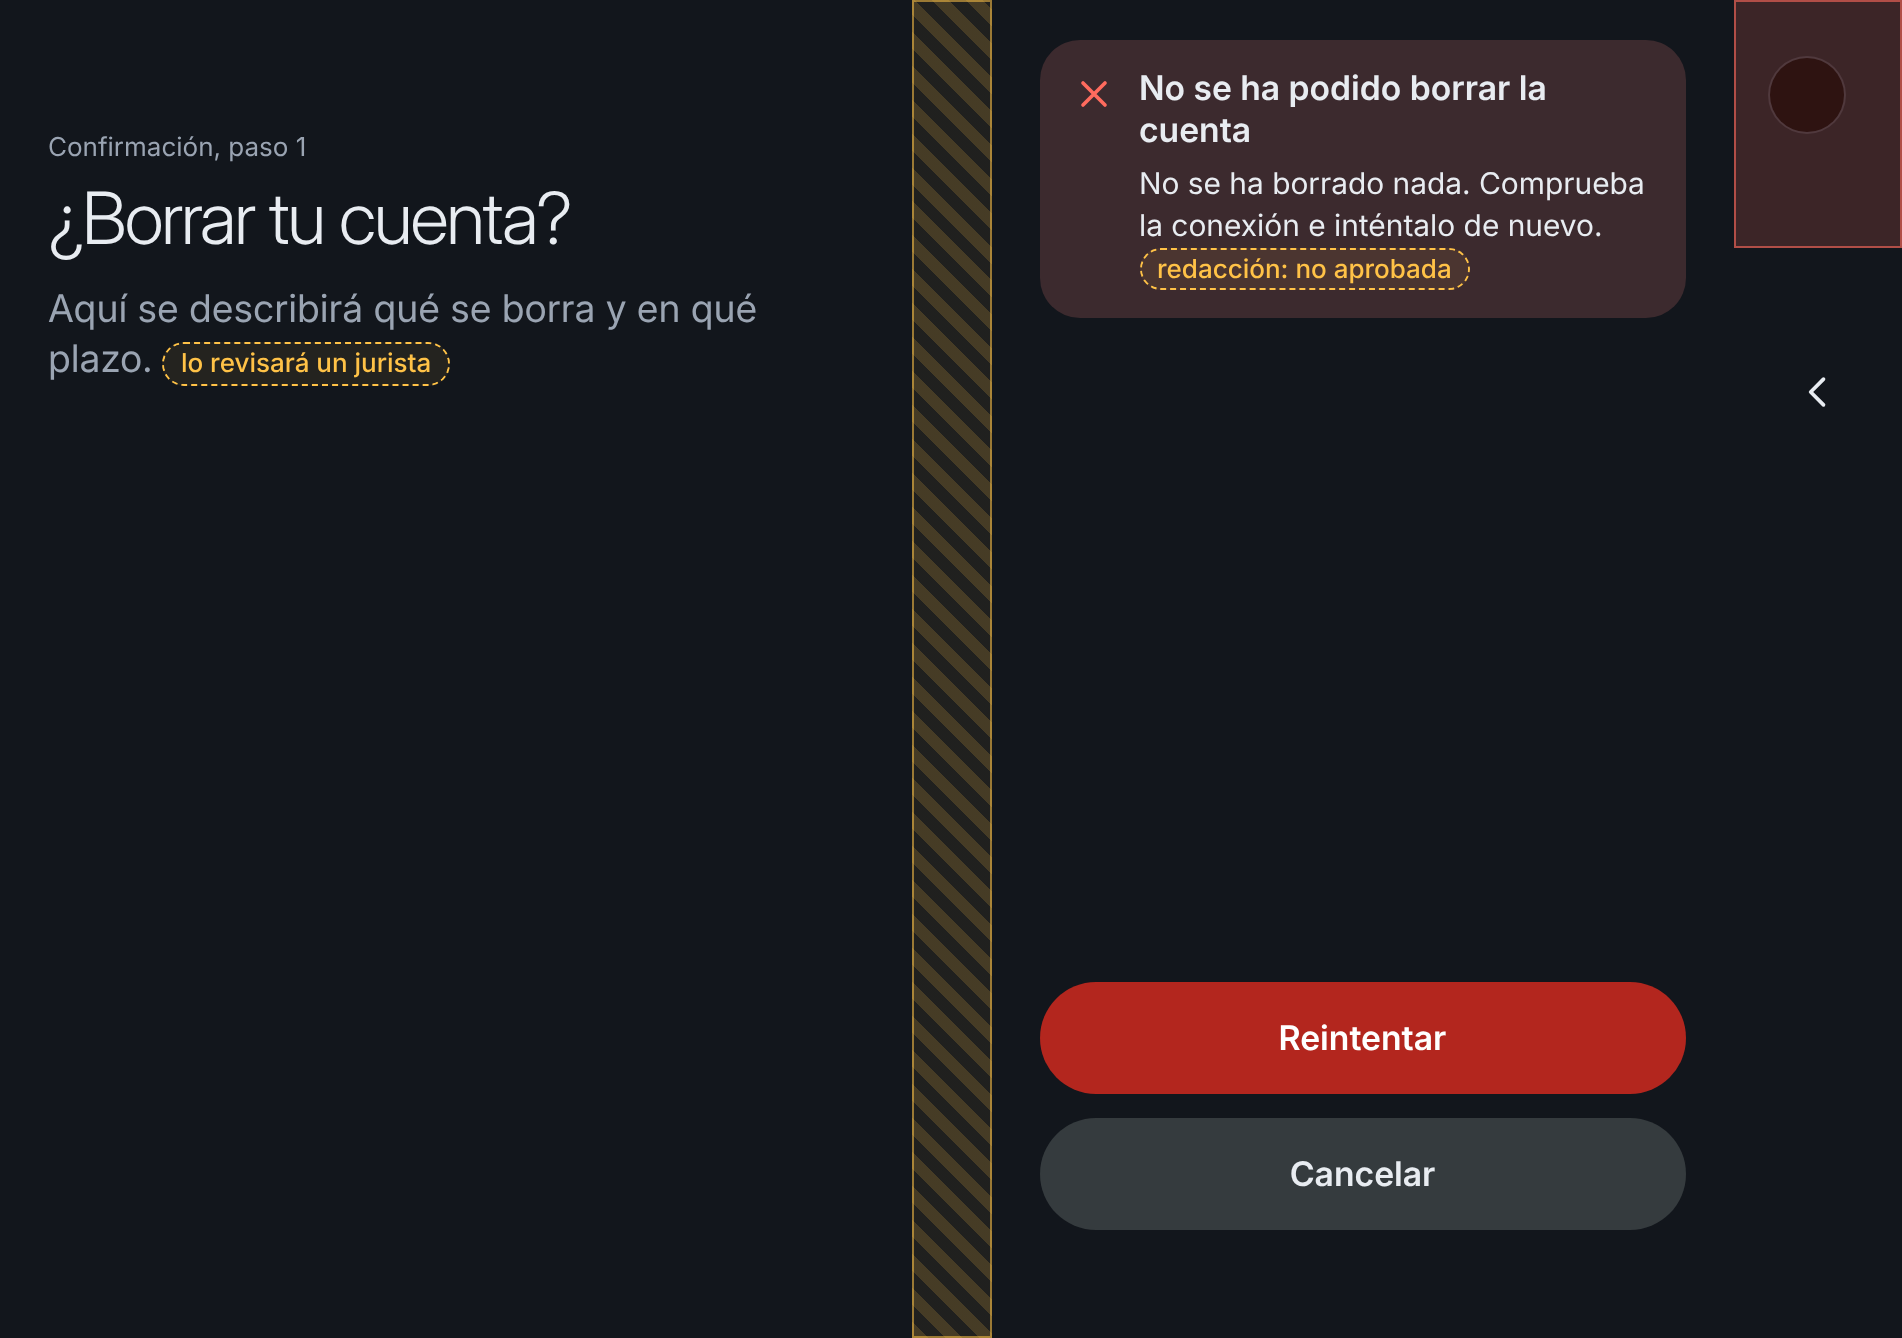 Confirmación, paso 1
¿Borrar tu cuenta?
Aquí se describirá qué se borra y en qué
plazo. lo revisará un jurista
No se ha podido borrar la
cuenta
No se ha borrado nada. Comprueba
la conexión e inténtalo de nuevo.
redacción: no aprobada
Reintentar
Cancelar